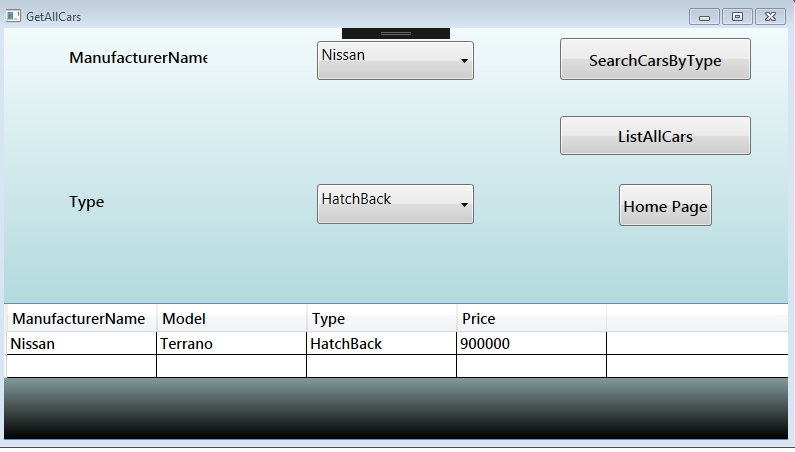 GetAllCars
ManufacturerName
Nissan
SearchCarsByType
ListAllCars
Type
HatchBack
Home Page
ManufacturerName Model Type Price
Nissan Terrano HatchBack 900000